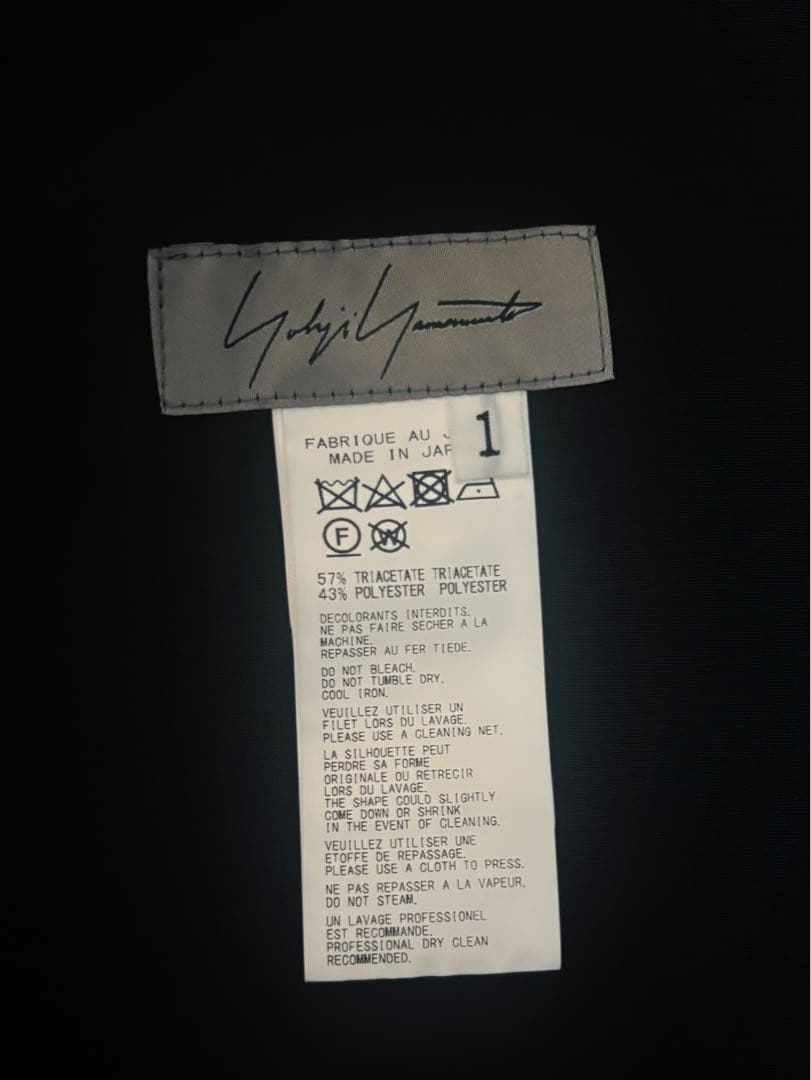 Yohji Yamamoto
1
FABRIQUE AU
MADE IN JAP
F
W
57% TRIACETATE TRIACETATE
43% POLYESTER POLYESTER
DECOLORANTS INTERDITS.
NE PAS FAIRE SECHER A LA
MACHINE.
REPASSER AU FER TIEDE.
DO NOT BLEACH.
DO NOT TUMBLE DRY.
COOL IRON.
VEUILLEZ UTILISER UN
FILET LORS DU LAVAGE.
PLEASE USE A CLEANING NET.
LA SILHOUETTE PEUT
PERDRE SA FORME
ORIGINALE OU RETRECIR
LORS DU LAVAGE.
THE SHAPE COULD SLIGHTLY
COME DOWN OR SHRINK
IN THE EVENT OF CLEANING.
VEUILLEZ UTILISER UNE
ETOFFE DE REPASSAGE.
PLEASE USE A CLOTH TO PRESS.
NE PAS REPASSER A LA VAPEUR.
DO NOT STEAM.
UN LAVAGE PROFESSIONEL
EST RECOMMANDE.
PROFESSIONAL DRY CLEAN
RECOMMENDED.